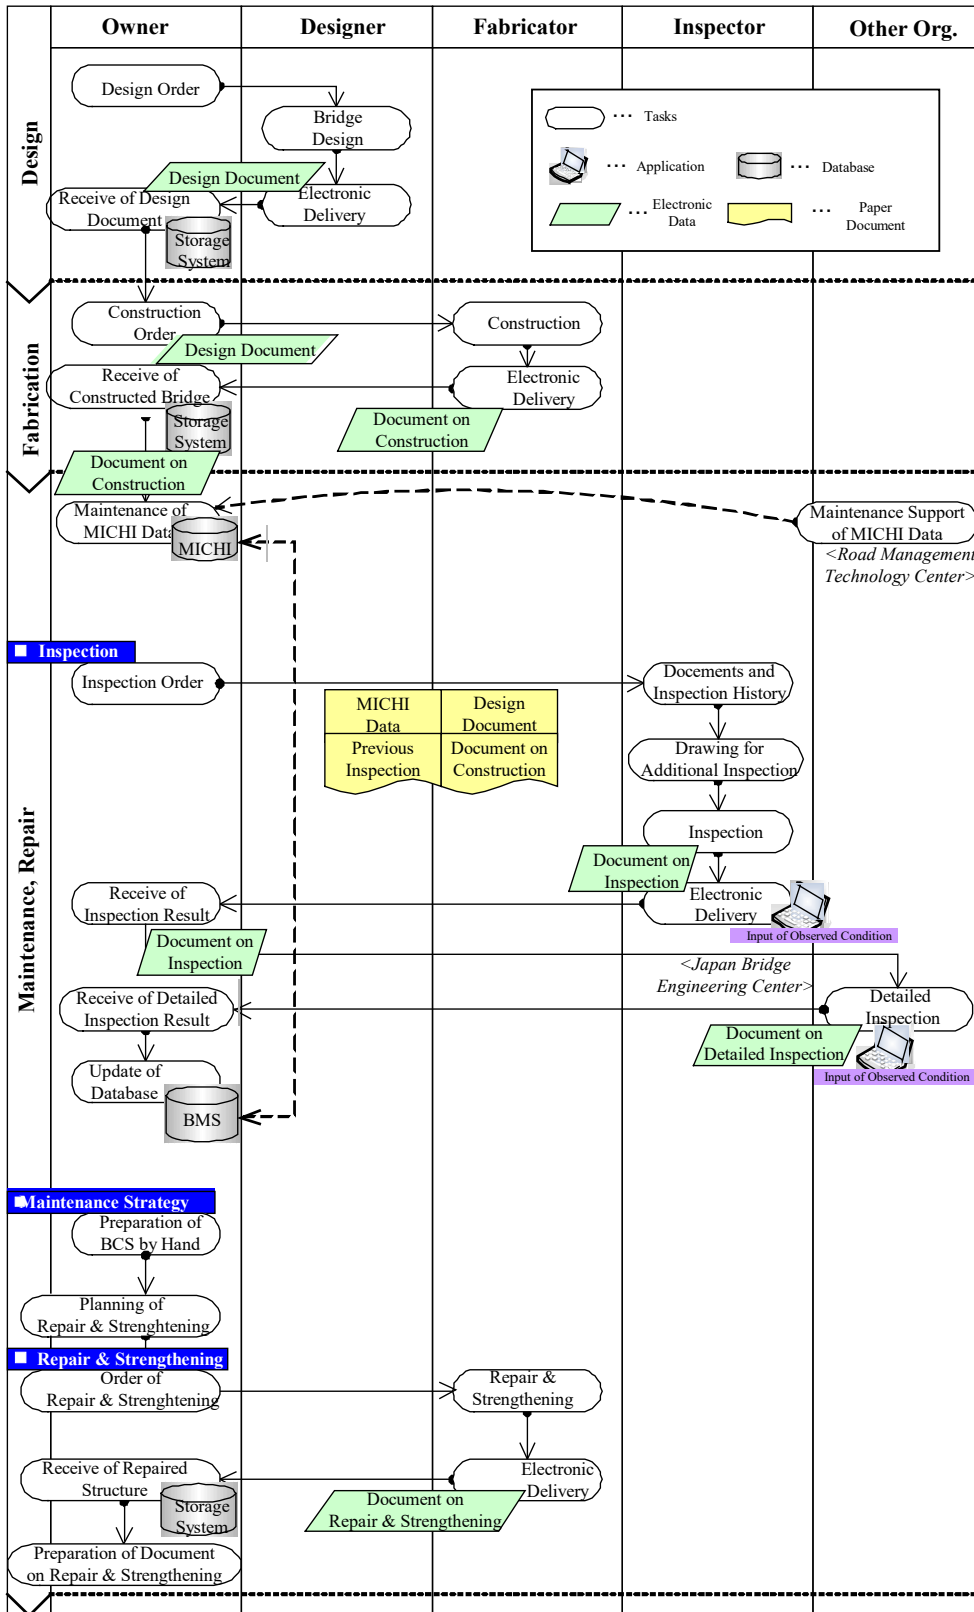 Owner
Designer
Fabricator
Inspector
Other Org.
Design
Design Order
Bridge
Design
Design Document
Receive of Design
Document
Electronic
Delivery
Storage
System
··· Tasks
··· Application
··· Database
··· Electronic
Data
··· Paper
Document
Fabrication
Construction
Order
Construction
Design Document
Receive of
Constructed Bridge
Electronic
Delivery
Storage
System
Document on
Construction
Document on
Construction
Maintenance, Repair
Maintenance of
MICHI Data
MICHI
Maintenance Support
of MICHI Data
<Road Management
Technology Center>
Inspection
Inspection Order
Docements and
Inspection History
MICHI
Data
Design
Document
Previous
Inspection
Document on
Construction
Drawing for
Additional Inspection
Inspection
Document on
Inspection
Receive of
Inspection Result
Electronic
Delivery
Input of Observed Condition
Document on
Inspection
<Japan Bridge
Engineering Center>
Receive of Detailed
Inspection Result
Detailed
Inspection
Document on
Detailed Inspection
Input of Observed Condition
Update of
Database
BMS
Maintenance Strategy
Preparation of
BCS by Hand
Planning of
Repair & Strenghtening
Repair & Strengthening
Order of
Repair & Strenghtening
Repair &
Strengthening
Receive of Repaired
Structure
Electronic
Delivery
Storage
System
Document on
Repair & Strengthening
Preparation of Document
on Repair & Strengthening